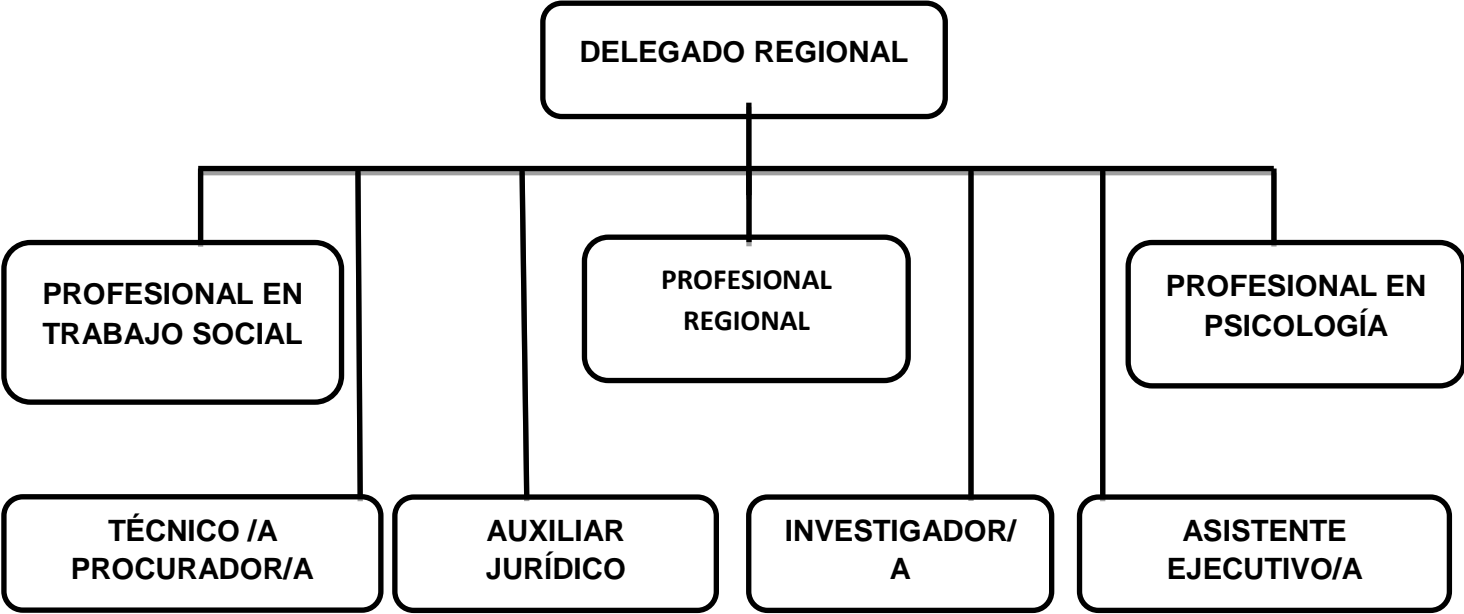 DELEGADO REGIONAL
PROFESIONAL EN
TRABAJO SOCIAL
PROFESIONAL
REGIONAL
PROFESIONAL EN
PSICOLOGÍA
TÉCNICO /A
PROCURADOR/A
AUXILIAR
JURÍDICO
INVESTIGADOR/
A
ASISTENTE
EJECUTIVO/A